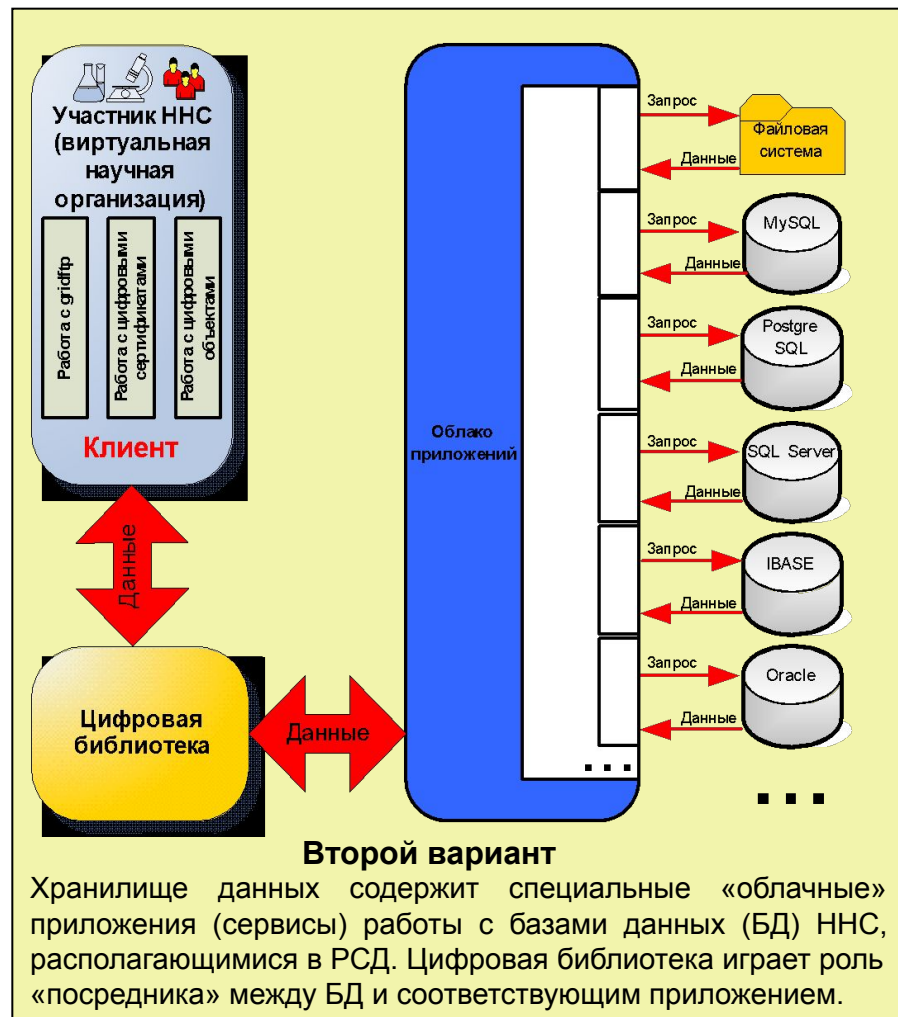 Участник ННС
(виртуальная
научная
организация)
Работа с gridftp
Работа с цифровыми
сертификатами
Работа с цифровыми
объектами
Клиент
Данные
Цифровая
библиотека
Данные
Облако
приложений
...
Запрос
Данные
Файловая
система
Запрос
Данные
MySQL
Запрос
Данные
Postgre
SQL
Запрос
Данные
SQL Server
Запрос
Данные
IBASE
Запрос
Данные
Oracle
...
Второй вариант
Хранилище данных содержит специальные «облачные»
приложения (сервисы) работы с базами данных (БД) ННС,
располагающимися в РСД. Цифровая библиотека играет роль
«посредника» между БД и соответствующим приложением.